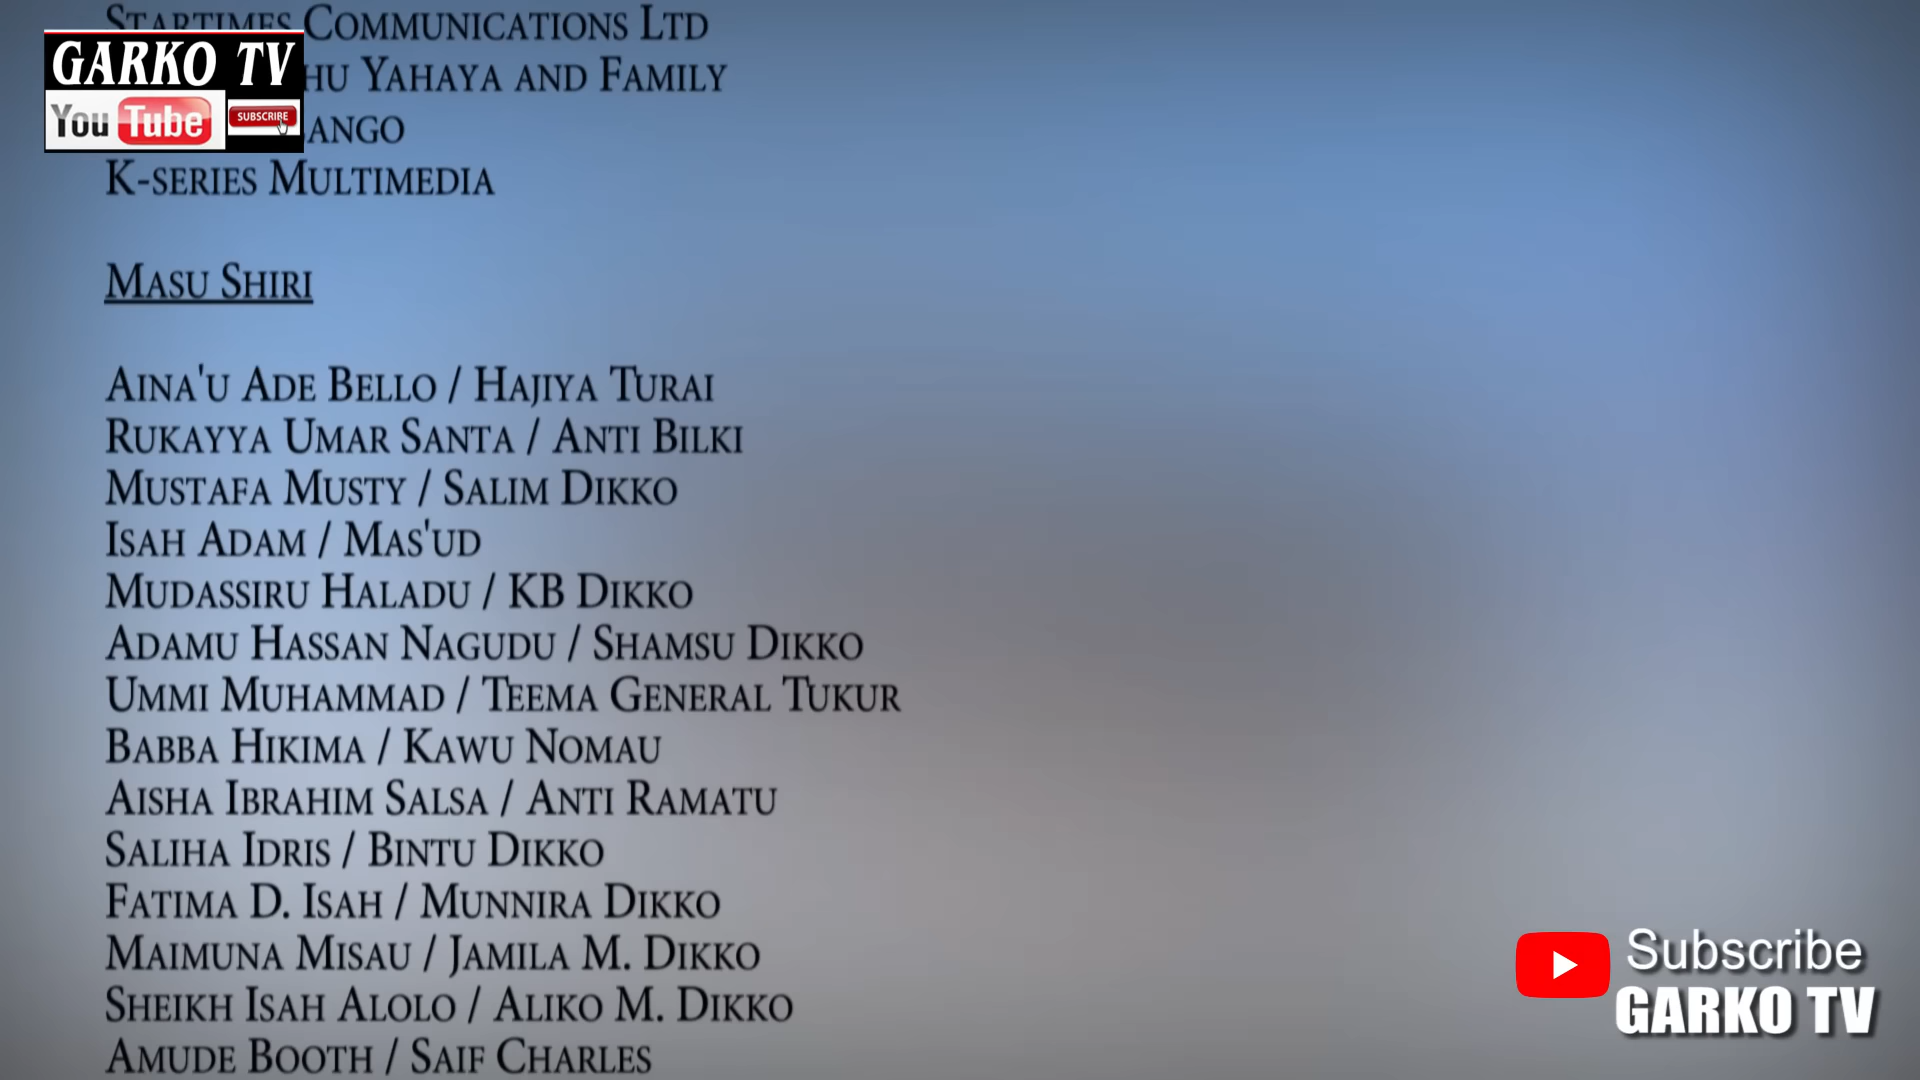 STARTIMES COMMUNICATIONS LTD
GARKO TV
HU YAHAYA AND FAMILY
You Tube
SUBSCRIBE
ANGO
K-SERIES MULTIMEDIA
MASU SHIRI
AINA'U ADE BELLO / HAJIYA TURAI
RUKAYYA UMAR SANTA / ANTI BILKI
MUSTAFA MUSTY / SALIM DIKKO
ISAH ADAM / MAS'UD
MUDASSIRU HALADU / KB DIKKO
ADAMU HASSAN NAGUDU / SHAMSU DIKKO
UMMI MUHAMMAD / TEEMA GENERAL TUKUR
BABBA HIKIMA / KAWU NOMAU
AISHA IBRAHIM SALSA / ANTI RAMATU
SALIHA IDRIS / BINTU DIKKO
FATIMA D. ISAH / MUNNIRA DIKKO
MAIMUNA MISAU / JAMILA M. DIKKO
SHEIKH ISAH ALOLO / ALIKO M. DIKKO
AMUDE BOOTH / SAIF CHARLES
Subscribe
GARKO TV